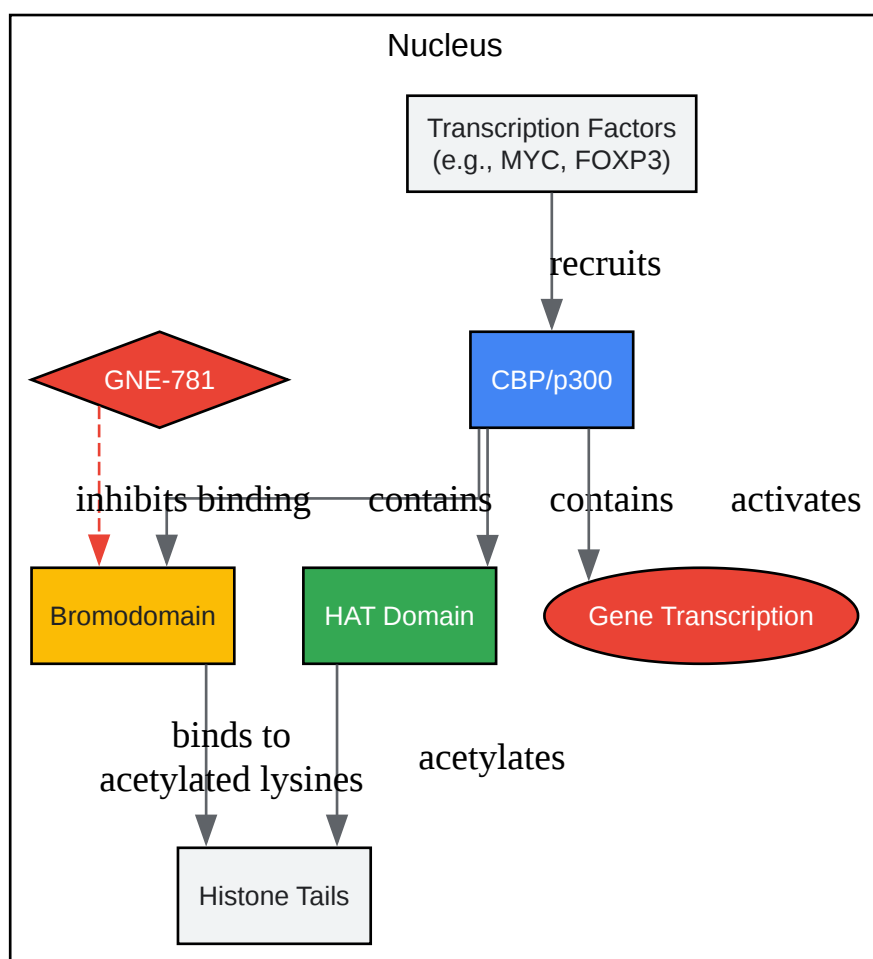 Nucleus
Transcription Factors
(e.g., MYC, FOXP3)
recruits
GNE-781
CBP/p300
inhibits binding
contains
contains
activates
Bromodomain
HAT Domain
Gene Transcription
binds to
acetylated lysines
acetylates
Histone Tails